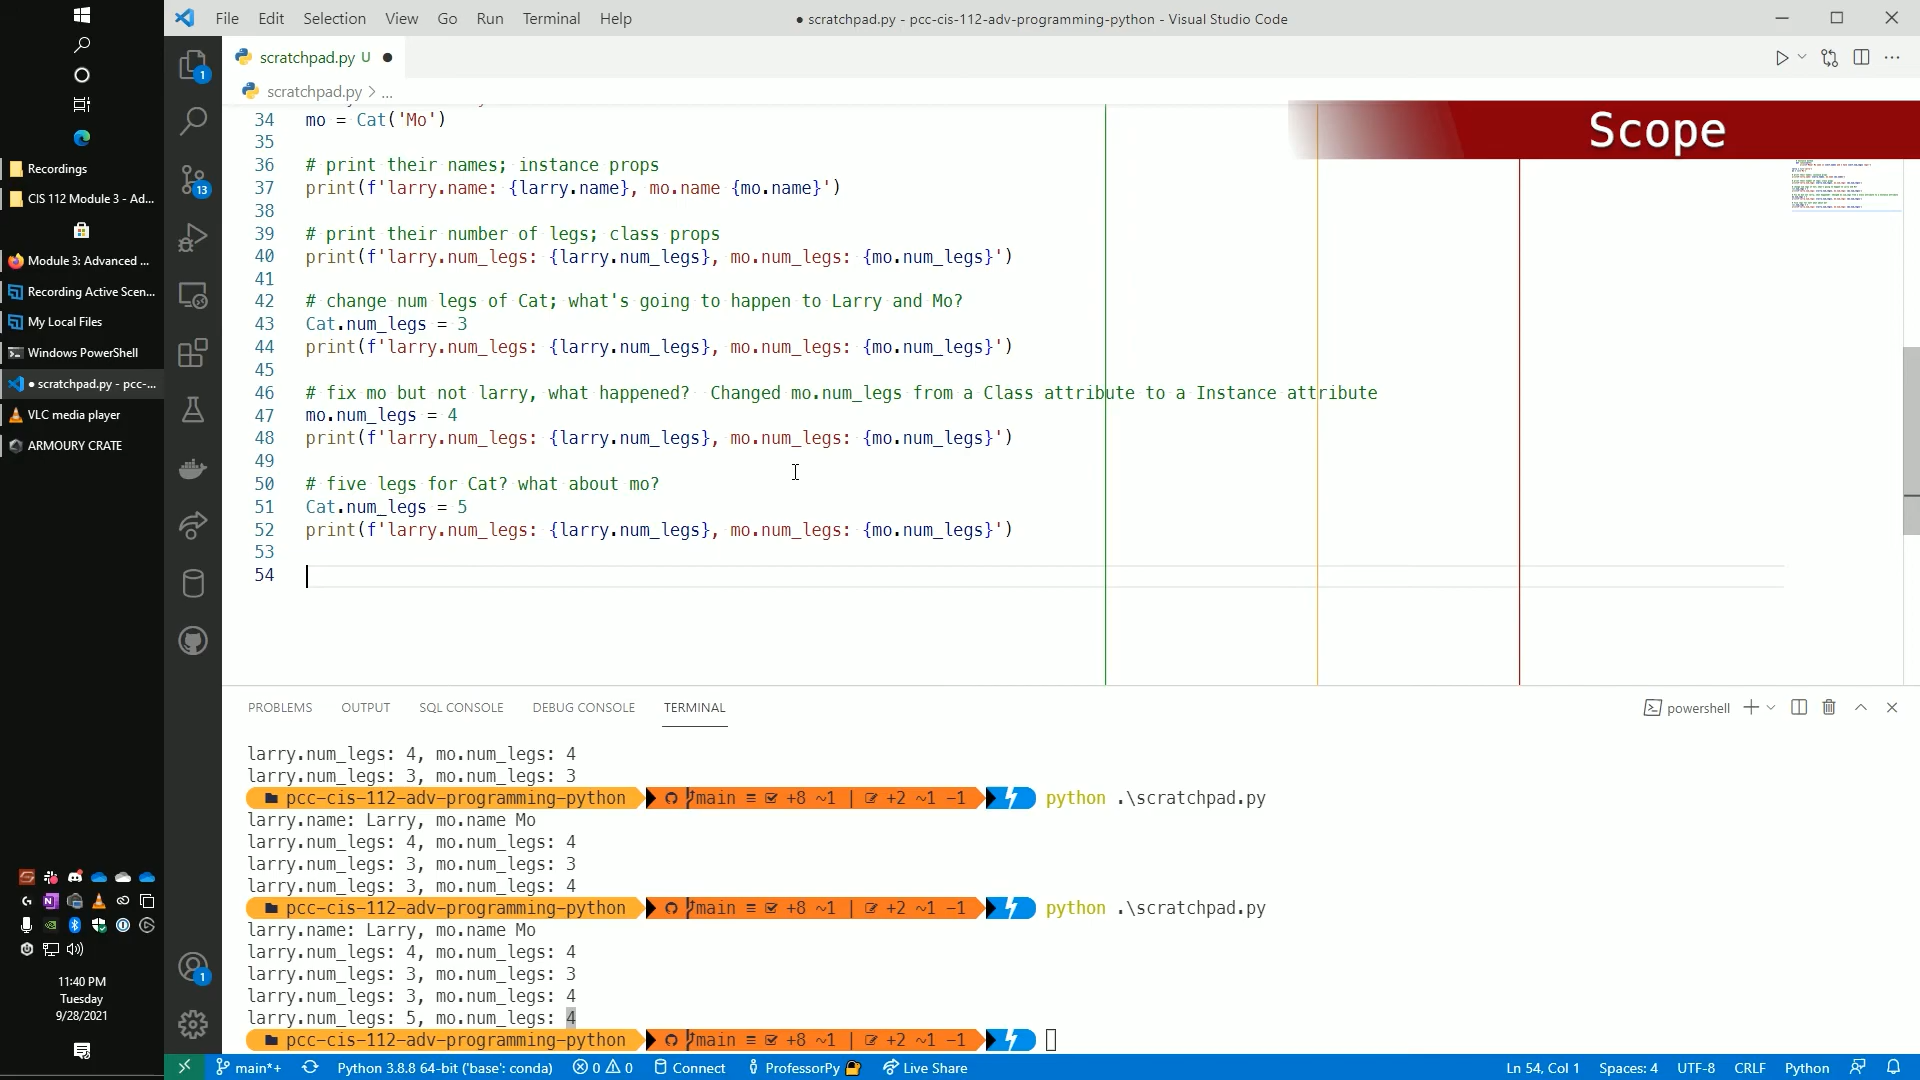 File Edit Selection View Go Run Terminal Help
● scratchpad.py - pcc-cis-112-adv-programming-python - Visual Studio Code
scratchpad.py U ●
scratchpad.py > ...
Scope
34 mo = Cat('Mo')
35
36 # print their names; instance props
37 print(f'larry.name: {larry.name}, mo.name {mo.name}')
38
39 # print their number of legs; class props
40 print(f'larry.num_legs: {larry.num_legs}, mo.num_legs: {mo.num_legs}')
41
42 # change num legs of Cat; what's going to happen to Larry and Mo?
43 Cat.num_legs = 3
44 print(f'larry.num_legs: {larry.num_legs}, mo.num_legs: {mo.num_legs}')
45
46 # fix mo but not larry, what happened?  Changed mo.num_legs from a Class attribute to a Instance attribute
47 mo.num_legs = 4
48 print(f'larry.num_legs: {larry.num_legs}, mo.num_legs: {mo.num_legs}')
49
50 # five legs for Cat? what about mo?
51 Cat.num_legs = 5
52 print(f'larry.num_legs: {larry.num_legs}, mo.num_legs: {mo.num_legs}')
53
54
Recordings
CIS 112 Module 3 - Ad...
Module 3: Advanced ...
Recording Active Scen...
My Local Files
Windows PowerShell
● scratchpad.py - pcc-...
VLC media player
ARMOURY CRATE
11:40 PM
Tuesday
9/28/2021
1
13
1
PROBLEMS OUTPUT SQL CONSOLE DEBUG CONSOLE TERMINAL
powershell
larry.num_legs: 4, mo.num_legs: 4
larry.num_legs: 3, mo.num_legs: 3
pcc-cis-112-adv-programming-python main ≡ +8 ~1 | +2 ~1 −1 python .\scratchpad.py
larry.name: Larry, mo.name Mo
larry.num_legs: 4, mo.num_legs: 4
larry.num_legs: 3, mo.num_legs: 3
larry.num_legs: 3, mo.num_legs: 4
pcc-cis-112-adv-programming-python main ≡ +8 ~1 | +2 ~1 −1 python .\scratchpad.py
larry.name: Larry, mo.name Mo
larry.num_legs: 4, mo.num_legs: 4
larry.num_legs: 3, mo.num_legs: 3
larry.num_legs: 3, mo.num_legs: 4
larry.num_legs: 5, mo.num_legs: 4
pcc-cis-112-adv-programming-python main ≡ +8 ~1 | +2 ~1 −1
main*+ Python 3.8.8 64-bit ('base': conda) 0 0 Connect ProfessorPy Live Share Ln 54, Col 1 Spaces: 4 UTF-8 CRLF Python